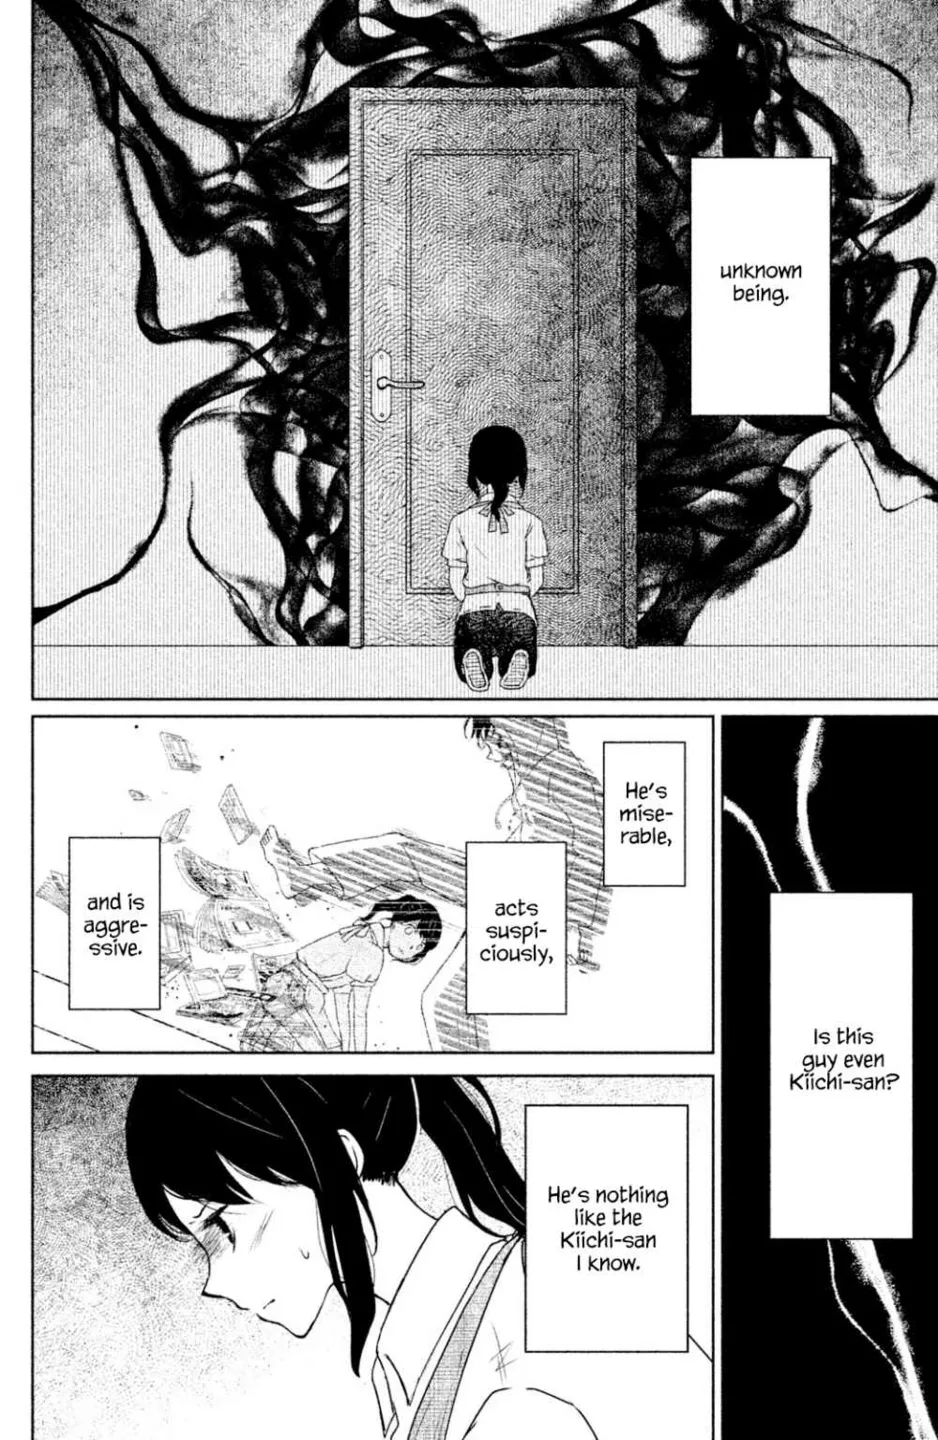 unknown
being.
Is this
guy even
Kiichi-san?
He's
mise-
rable,
acts
suspi-
ciously,
and is
aggre-
ssive.
He's nothing
like the
Kiichi-san
I know.